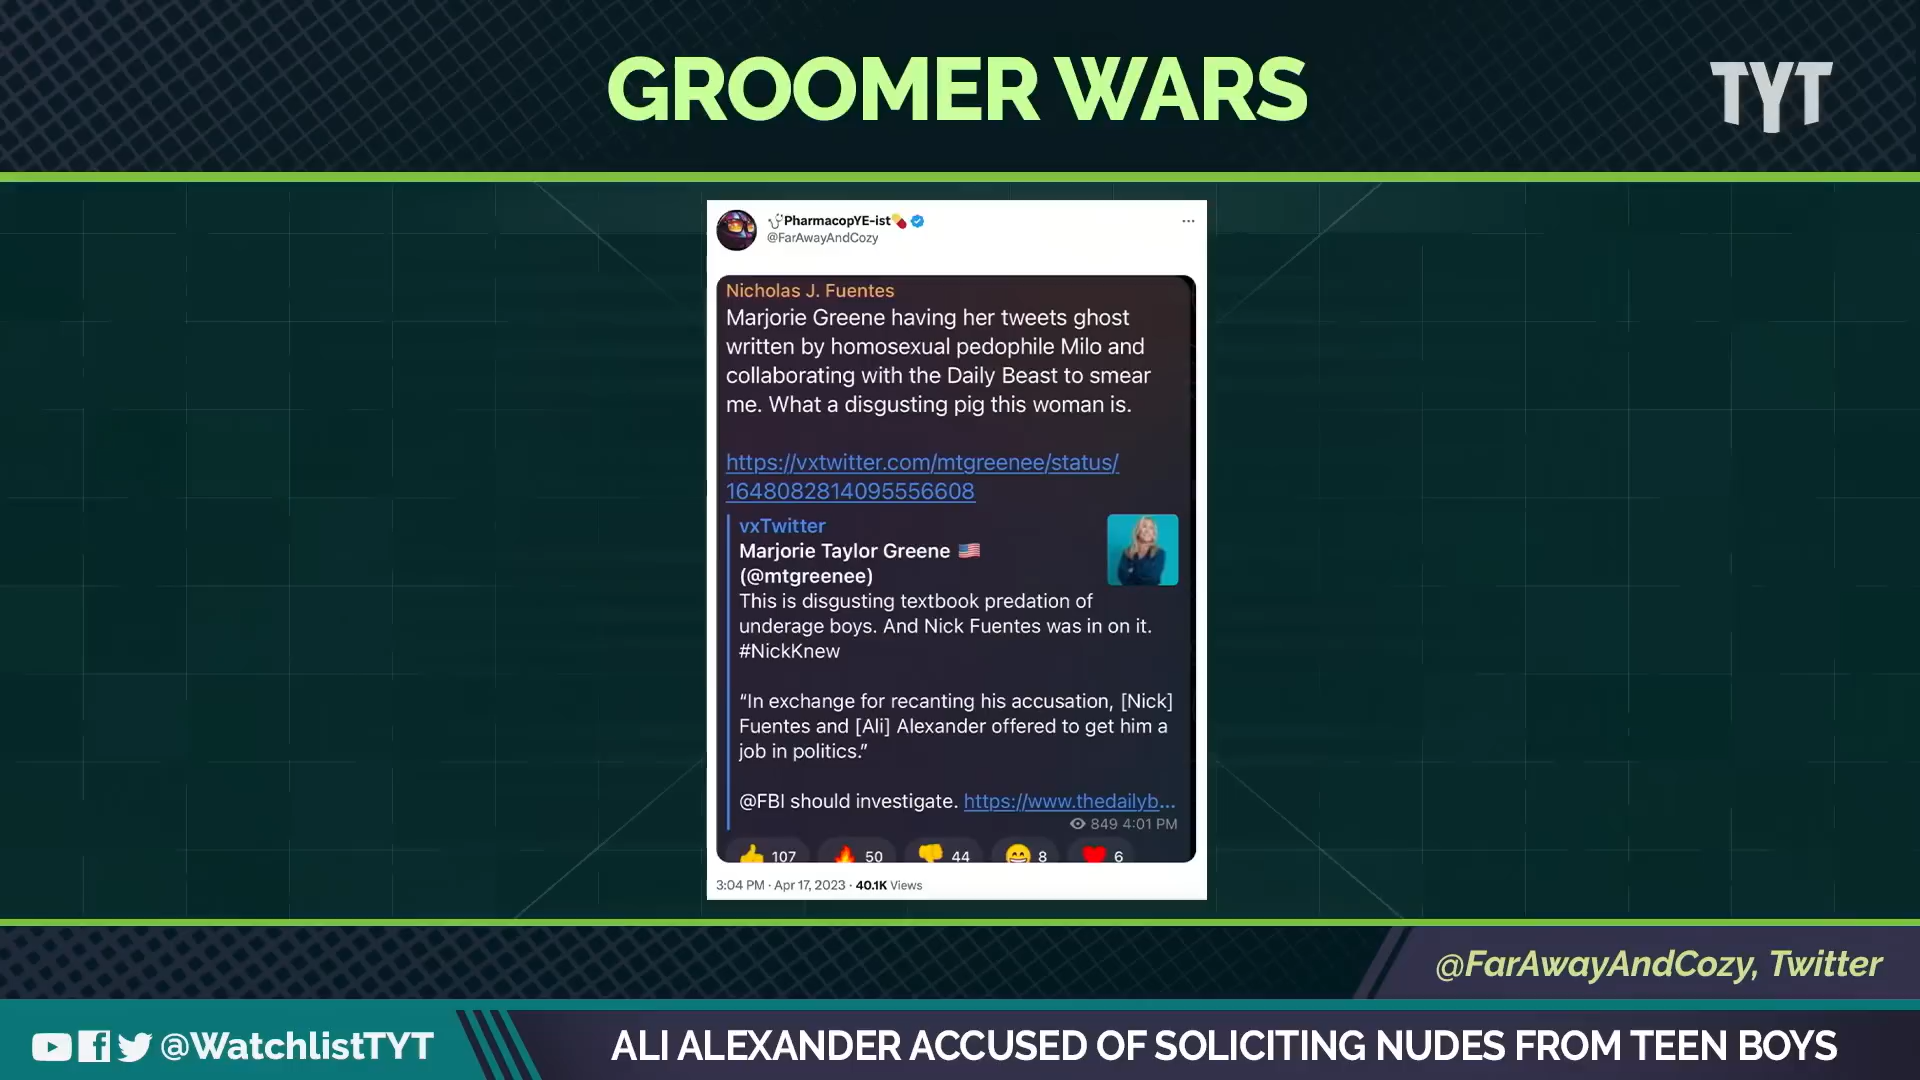 GROOMER WARS
TYT
PharmacopYE-ist
@FarAwayAndCozy
Nicholas J. Fuentes
Marjorie Greene having her tweets ghost
written by homosexual pedophile Milo and
collaborating with the Daily Beast to smear
me. What a disgusting pig this woman is.
https://vxtwitter.com/mtgreenee/status/
1648082814095556608
vxTwitter
Marjorie Taylor Greene 🇺🇸
(@mtgreenee)
This is disgusting textbook predation of
underage boys. And Nick Fuentes was in on it.
#NickKnew
“In exchange for recanting his accusation, [Nick]
Fuentes and [Ali] Alexander offered to get him a
job in politics.”
@FBI should investigate. https://www.thedailyb...
849 4:01 PM
👍 107 🔥 50 👎 44 😁 8 ❤️ 6
3:04 PM · Apr 17, 2023 · 40.1K Views
@FarAwayAndCozy, Twitter
@WatchlistTYT
ALI ALEXANDER ACCUSED OF SOLICITING NUDES FROM TEEN BOYS